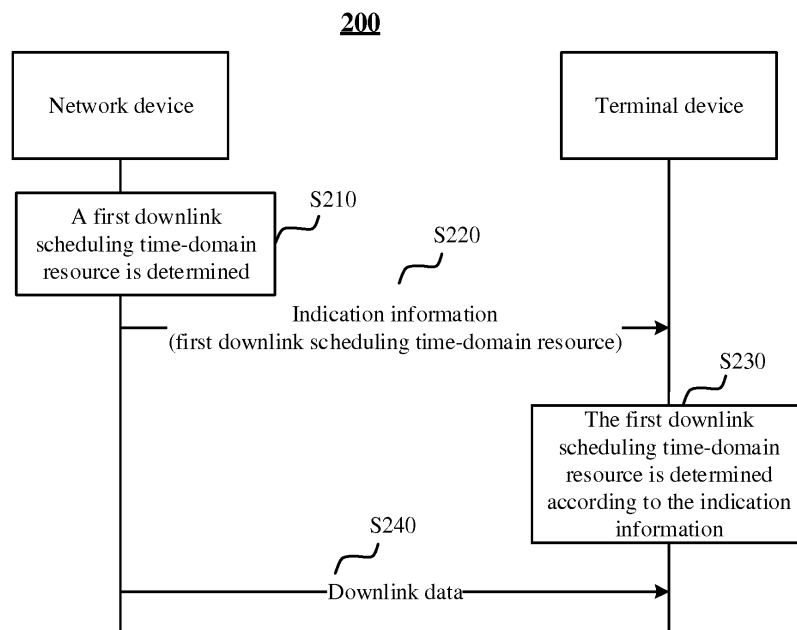 200
Network device
Terminal device
A first downlink
scheduling time-domain
resource is determined
S210
S220
Indication information
(first downlink scheduling time-domain resource)
S230
The first downlink
scheduling time-domain
resource is determined
according to the indication
information
S240
Downlink data